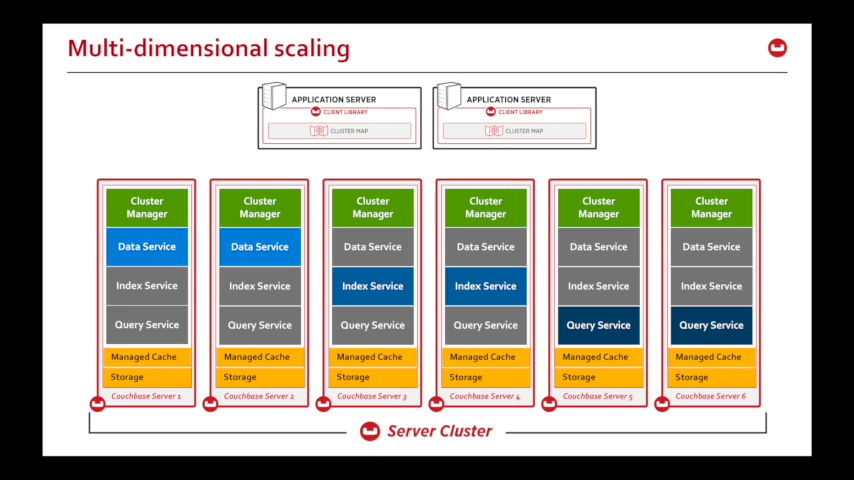 Multi-dimensional scaling
APPLICATION SERVER
CLIENT LIBRARY
CLUSTER MAP
APPLICATION SERVER
CLIENT LIBRARY
CLUSTER MAP
Cluster
Manager
Data Service
Index Service
Query Service
Managed Cache
Storage
Couchbase Server 1
Cluster
Manager
Data Service
Index Service
Query Service
Managed Cache
Storage
Couchbase Server 2
Cluster
Manager
Data Service
Index Service
Query Service
Managed Cache
Storage
Couchbase Server 3
Cluster
Manager
Data Service
Index Service
Query Service
Managed Cache
Storage
Couchbase Server 4
Cluster
Manager
Data Service
Index Service
Query Service
Managed Cache
Storage
Couchbase Server 5
Cluster
Manager
Data Service
Index Service
Query Service
Managed Cache
Storage
Couchbase Server 6
Server Cluster